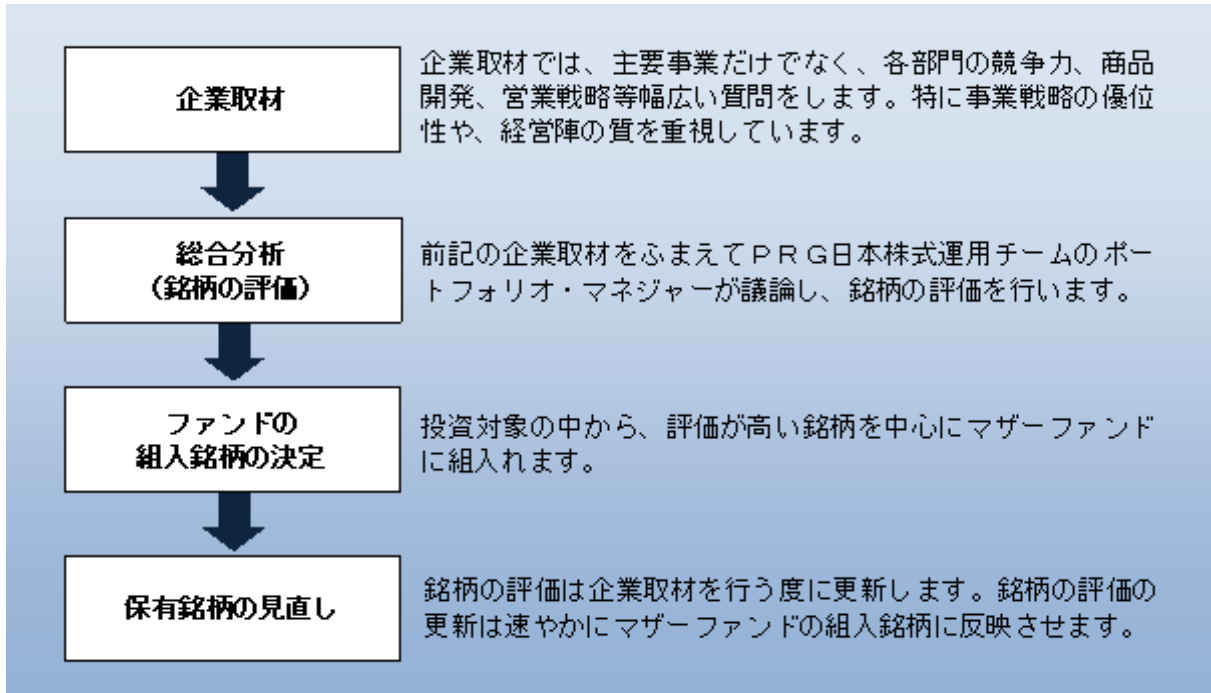 企業取材
企業取材では、主要事業だけでなく、各部門の競争力、商品
開発、営業戦略等幅広い質問をします。特に事業戦略の優位
性や、経営陣の質を重視しています。
総合分析
(銘柄の評価)
前記の企業取材をふまえてPRG日本株式運用チームのポー
トフォリオ・マネジャーが議論し、銘柄の評価を行います。
ファンドの
組入銘柄の決定
投資対象の中から、評価が高い銘柄を中心にマザーファンド
に組入れます。
保有銘柄の見直し
銘柄の評価は企業取材を行う度に更新します。銘柄の評価の
更新は速やかにマザーファンドの組入銘柄に反映させます。